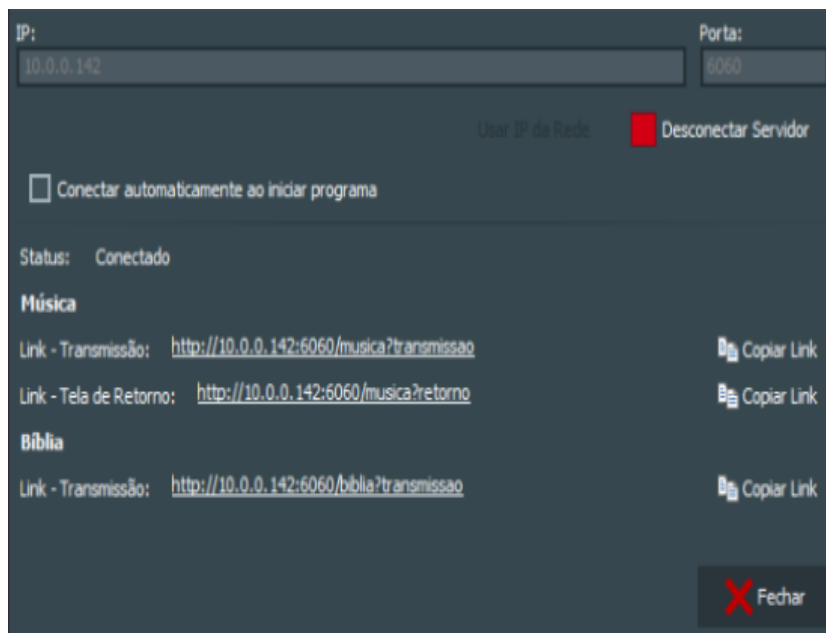 IP: Porta:
10.0.0.142 6060
Usar IP da Rede Desconectar Servidor
Conectar automaticamente ao iniciar programa
Status: Conectado
Música
Link - Transmissão: http://10.0.0.142:6060/musica?transmissao Copiar Link
Link - Tela de Retorno: http://10.0.0.142:6060/musica?retorno Copiar Link
Bíblia
Link - Transmissão: http://10.0.0.142:6060/biblia?transmissao Copiar Link
Fechar